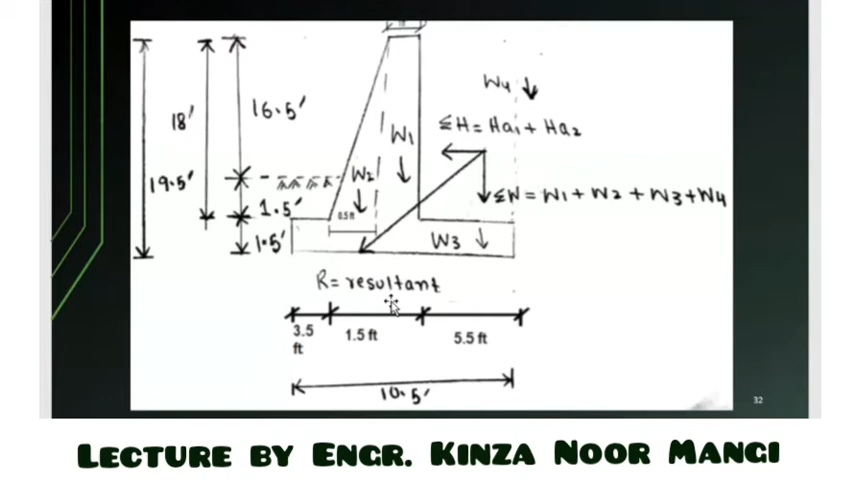 16.5'
18'
19.5'
1.5'
1.5'
W4
≤H = Ha1 + Ha2
W1
W2
≤W = W1 + W2 + W3 + W4
0.5 ft
W3
R = resultant
3.5 ft
1.5 ft
5.5 ft
10.5'
32
LECTURE BY ENGR. KINZA NOOR MANGI